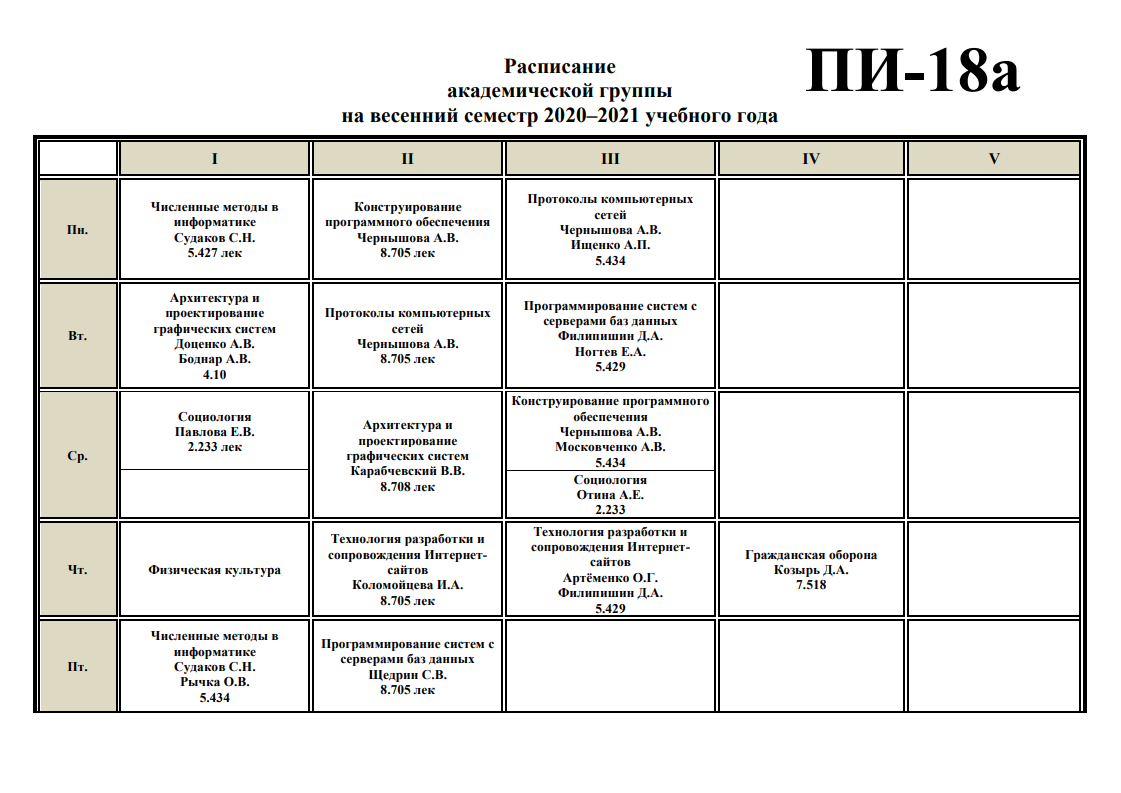 Расписание
академической группы
на весенний семестр 2020–2021 учебного года
ПИ-18а
I
II
III
IV
V
Пн.
Численные методы в
информатике
Судаков С.Н.
5.427 лек
Конструирование
программного обеспечения
Чернышова А.В.
8.705 лек
Протоколы компьютерных
сетей
Чернышова А.В.
Ищенко А.П.
5.434
Вт.
Архитектура и
проектирование
графических систем
Доценко А.В.
Боднар А.В.
4.10
Протоколы компьютерных
сетей
Чернышова А.В.
8.705 лек
Программирование систем с
серверами баз данных
Филипишин Д.А.
Ногтев Е.А.
5.429
Ср.
Социология
Павлова Е.В.
2.233 лек
Архитектура и
проектирование
графических систем
Карабчевский В.В.
8.708 лек
Конструирование программного
обеспечения
Чернышова А.В.
Московченко А.В.
5.434
Социология
Отина А.Е.
2.233
Чт.
Физическая культура
Технология разработки и
сопровождения Интернет-
сайтов
Коломойцева И.А.
8.705 лек
Технология разработки и
сопровождения Интернет-
сайтов
Артёменко О.Г.
Филипишин Д.А.
5.429
Гражданская оборона
Козырь Д.А.
7.518
Пт.
Численные методы в
информатике
Судаков С.Н.
Рычка О.В.
5.434
Программирование систем с
серверами баз данных
Щедрин С.В.
8.705 лек